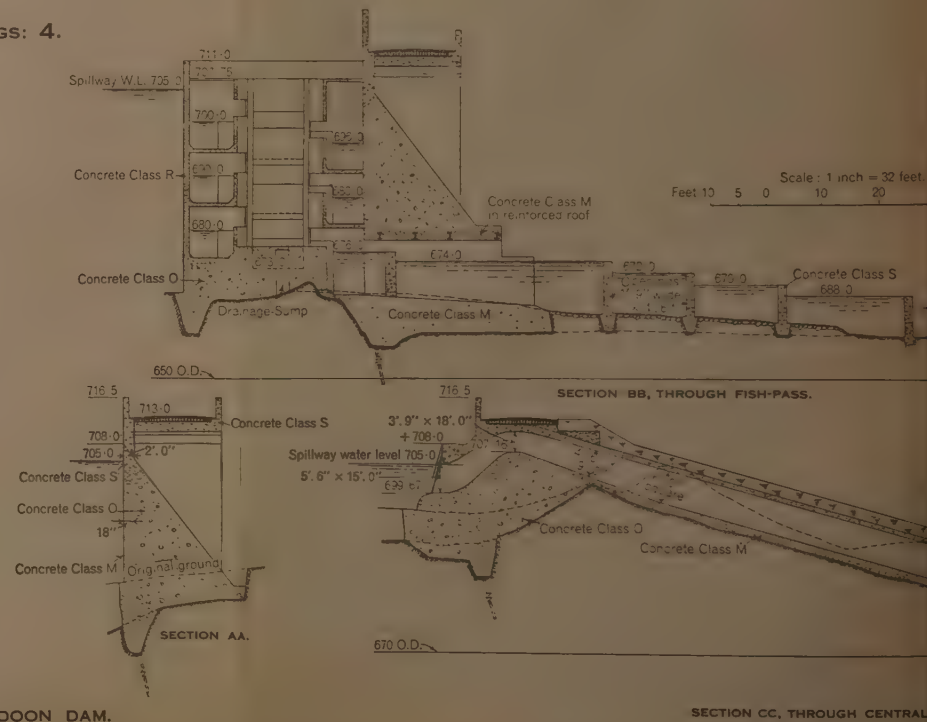 GS: 4.
711·0
Spillway W.L. 705·0
700·0
690·0
680·0
Concrete Class R
Concrete Class O
Drainage-Sump
Concrete Class M
in reinforced roof
674·0
Concrete Class M
Scale : 1 inch = 32 feet.
Feet 10 5 0 10 20
Concrete Class S
688·0
650 O.D.
SECTION BB, THROUGH FISH-PASS.
716·5
713·0
Concrete Class S
708·0
705·0
2'.0"
Concrete Class S
Concrete Class O
18"
Concrete Class M
Original ground
SECTION AA.
716·5
3'.9" × 18'.0"
+ 708·0
Spillway water level 705·0
5'.6" × 15'.0"
699·67
Concrete Class O
Concrete Class M
670 O.D.
DOON DAM.
SECTION CC, THROUGH CENTRAL